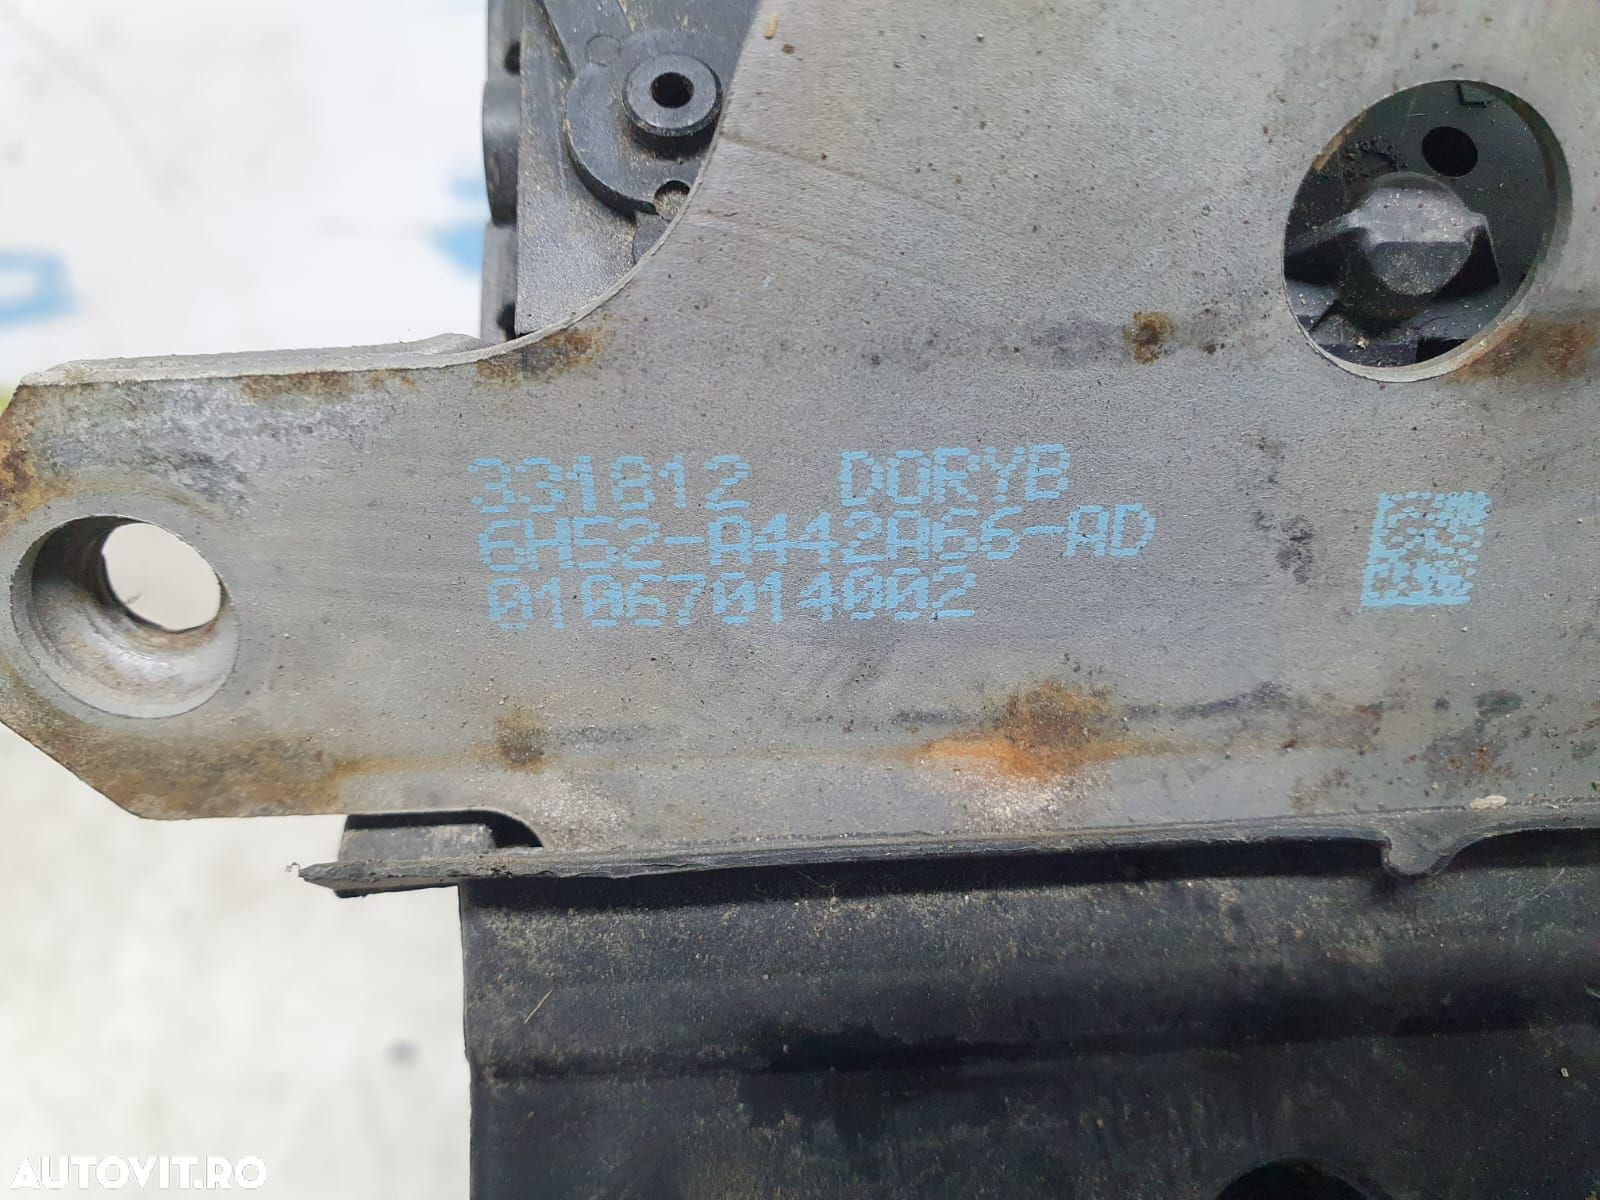 331812 DORYB
6H52-A442A66-AD
01067014002
AUTOVIT.RO